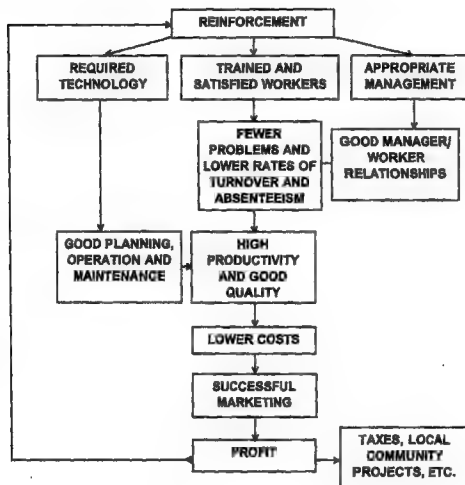 REINFORCEMENT
REQUIRED
TECHNOLOGY
TRAINED AND
SATISFIED WORKERS
APPROPRIATE
MANAGEMENT
FEWER
PROBLEMS AND
LOWER RATES OF
TURNOVER AND
ABSENTEEISM
GOOD MANAGER/
WORKER
RELATIONSHIPS
GOOD PLANNING,
OPERATION AND
MAINTENANCE
HIGH
PRODUCTIVITY
AND GOOD
QUALITY
LOWER COSTS
SUCCESSFUL
MARKETING
PROFIT
TAXES, LOCAL
COMMUNITY
PROJECTS, ETC.